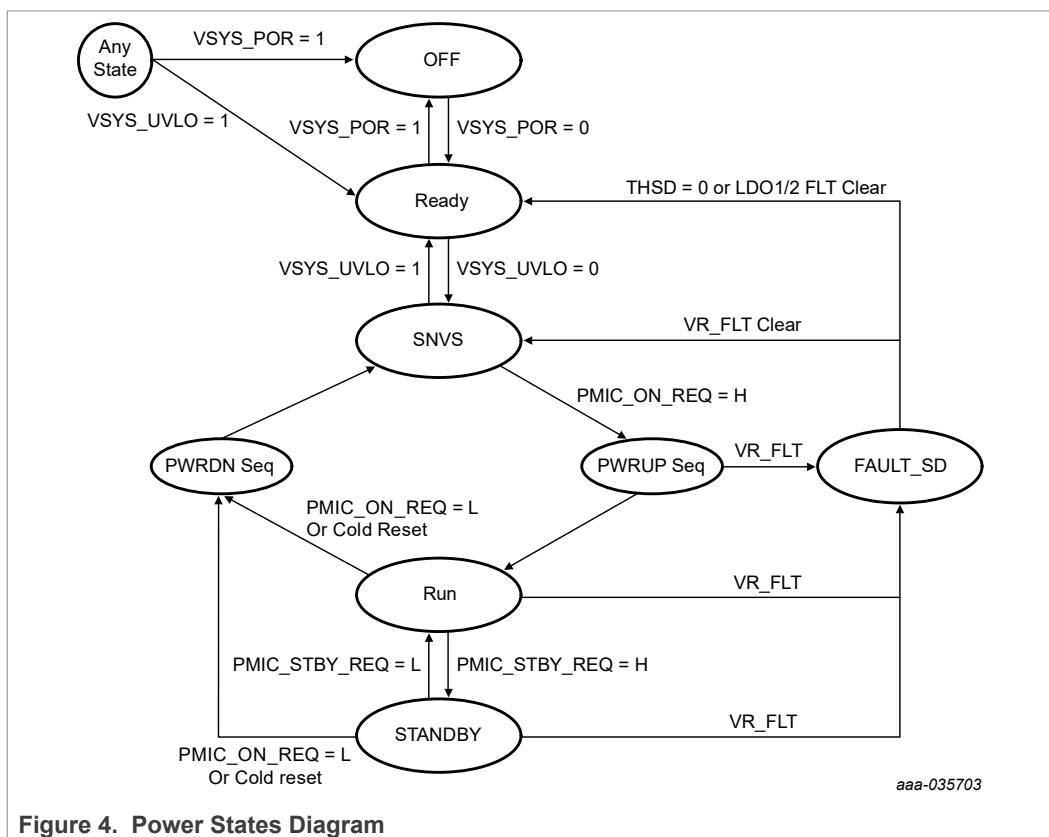 Any
State
VSYS_POR = 1
OFF
VSYS_UVLO = 1
VSYS_POR = 1
VSYS_POR = 0
THSD = 0 or LDO1/2 FLT Clear
Ready
VSYS_UVLO = 1
VSYS_UVLO = 0
VR_FLT Clear
SNVS
PMIC_ON_REQ = H
PWRDN Seq
PWRUP Seq
VR_FLT
FAULT_SD
PMIC_ON_REQ = L
Or Cold Reset
Run
VR_FLT
PMIC_STBY_REQ = L
PMIC_STBY_REQ = H
STANDBY
VR_FLT
PMIC_ON_REQ = L
Or Cold reset
aaa-035703
Figure 4. Power States Diagram